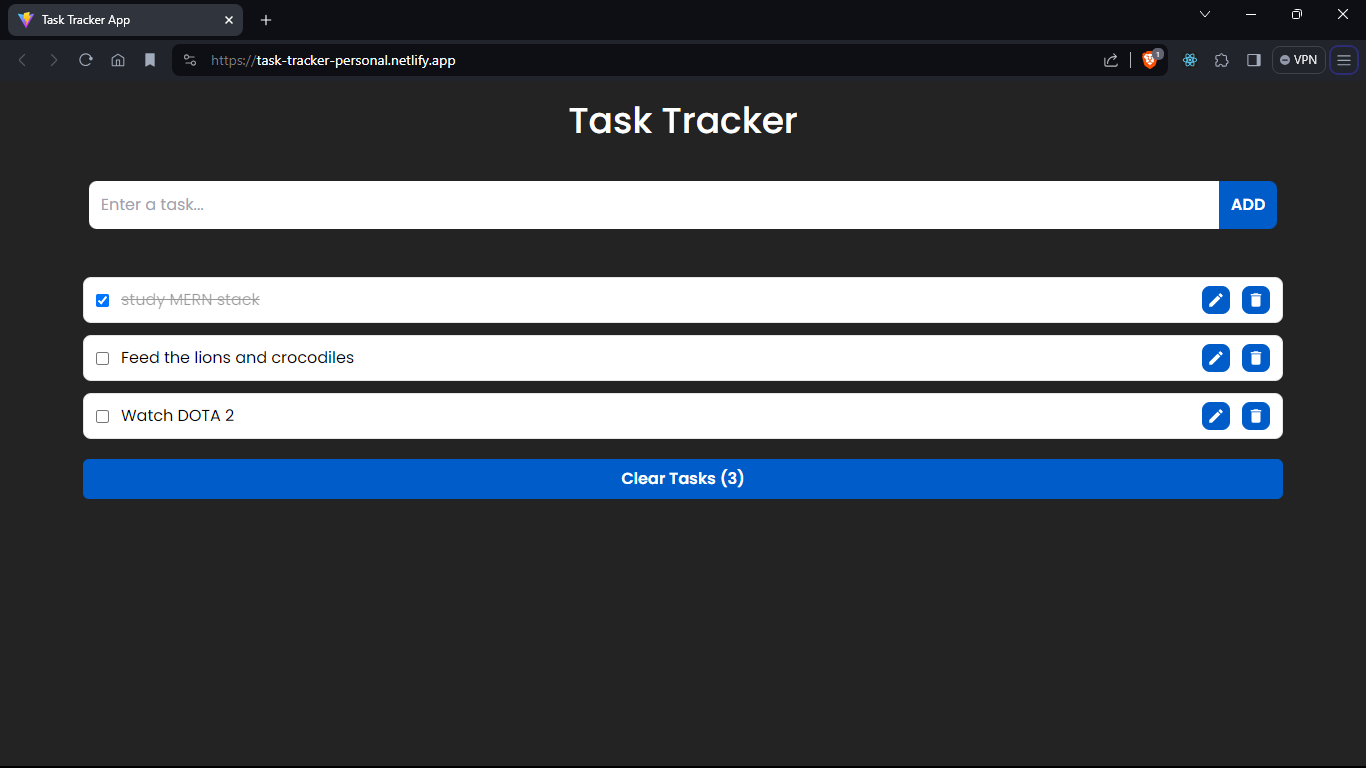 Task Tracker App
https://task-tracker-personal.netlify.app
1
VPN
Task Tracker
Enter a task...
ADD
study MERN stack
Feed the lions and crocodiles
Watch DOTA 2
Clear Tasks (3)